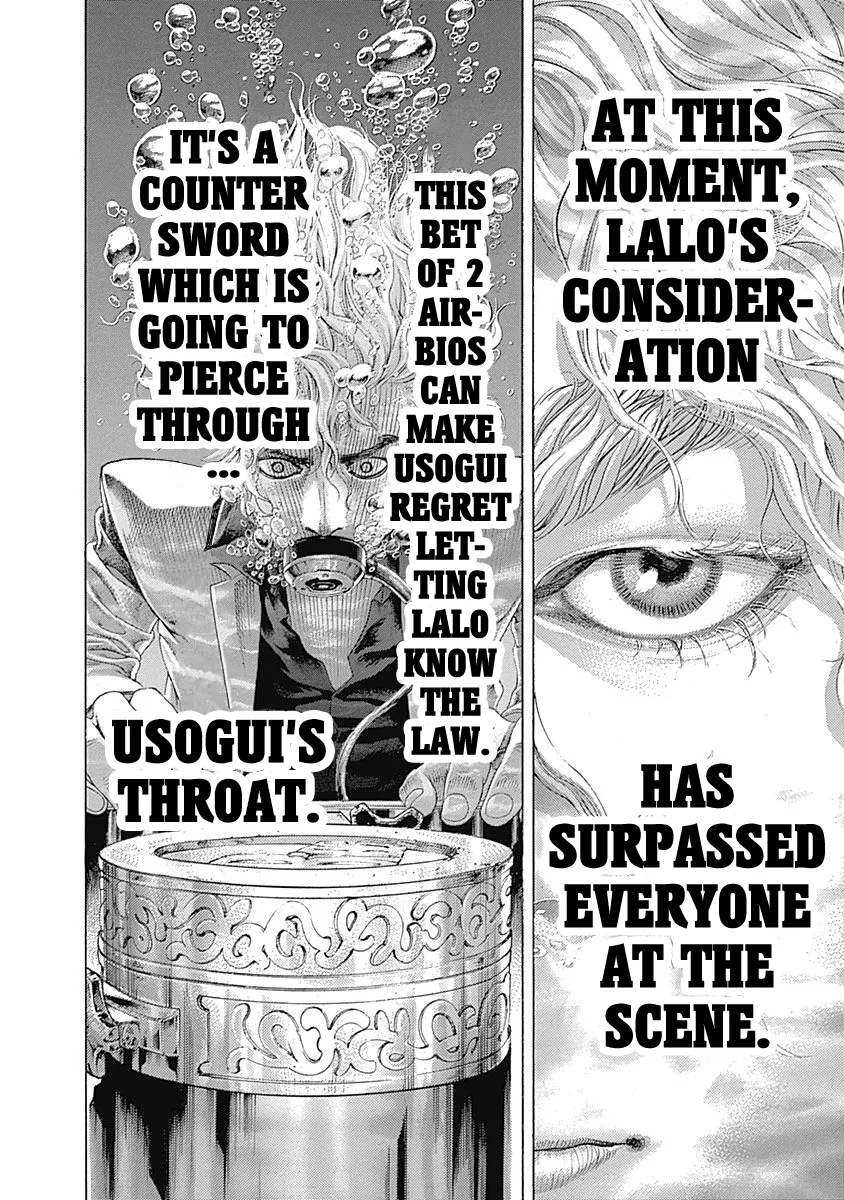 AT THIS
MOMENT,
LALO'S
CONSIDER-
ATION
HAS
SURPASSED
EVERYONE
AT THE
SCENE.
THIS
BET
OF 2
AIR-
BIOS
CAN
MAKE
USOGUI
REGRET
LET-
TING
LALO
KNOW
THE
LAW.
IT'S A
COUNTER
SWORD
WHICH IS
GOING TO
PIERCE
THROUGH
...
USOGUI'S
THROAT.